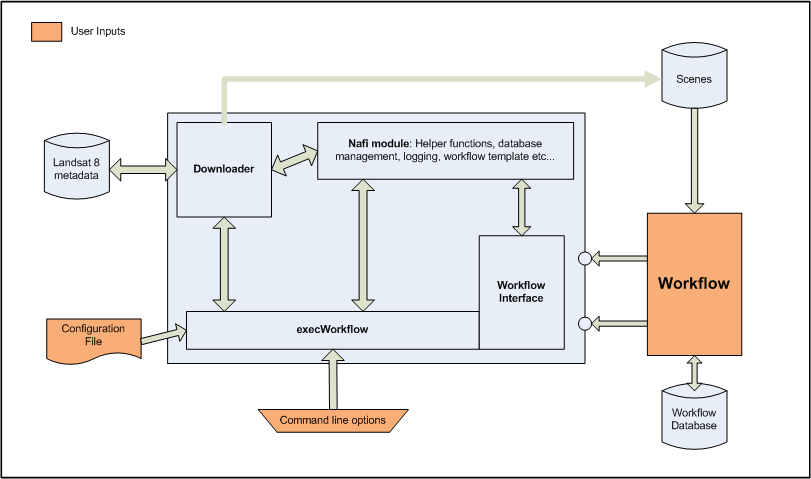 User Inputs
Scenes
Landsat 8
metadata
Downloader
Nafi module: Helper functions, database
management, logging, workflow template etc...
Workflow
Interface
Workflow
execWorkflow
Configuration
File
Command line options
Workflow
Database